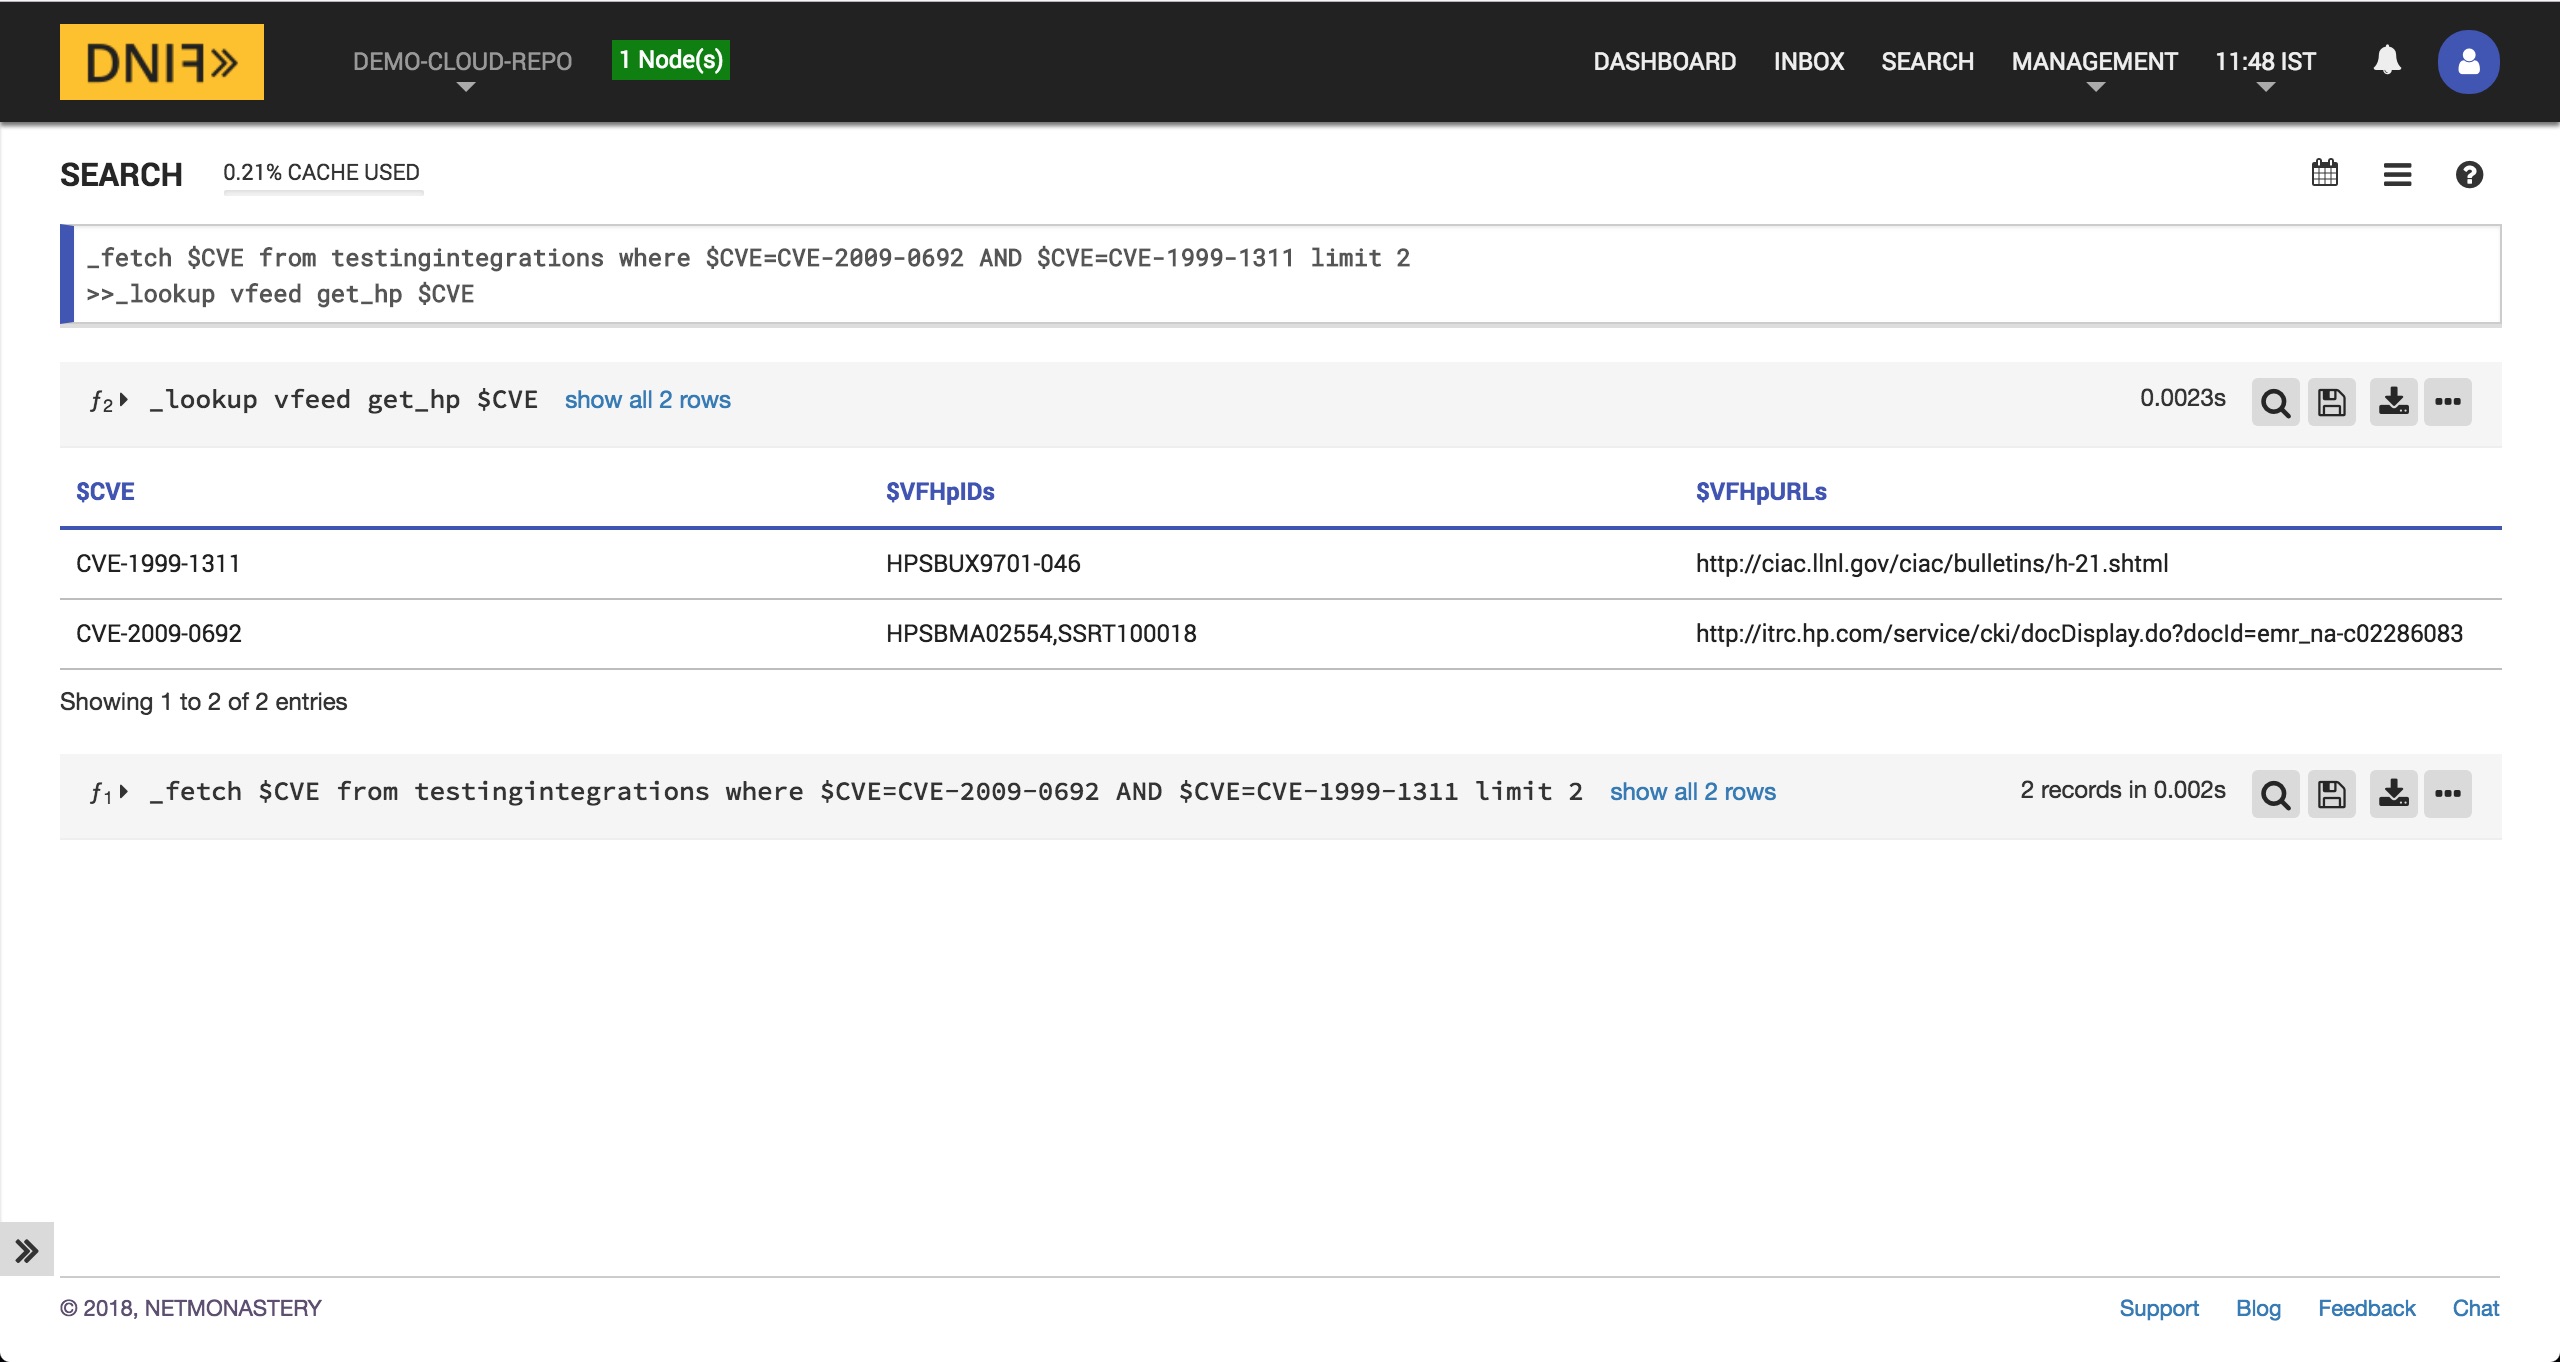 DNIF»
DEMO-CLOUD-REPO
1 Node(s)
DASHBOARD INBOX SEARCH MANAGEMENT 11:48 IST
SEARCH 0.21% CACHE USED
_fetch $CVE from testingintegrations where $CVE=CVE-2009-0692 AND $CVE=CVE-1999-1311 limit 2
>>_lookup vfeed get_hp $CVE
f2 _lookup vfeed get_hp $CVE show all 2 rows 0.0023s
$CVE $VFHpIDs $VFHpURLs
CVE-1999-1311 HPSBUX9701-046 http://ciac.llnl.gov/ciac/bulletins/h-21.shtml
CVE-2009-0692 HPSBMA02554,SSRT100018 http://itrc.hp.com/service/cki/docDisplay.do?docId=emr_na-c02286083
Showing 1 to 2 of 2 entries
f1 _fetch $CVE from testingintegrations where $CVE=CVE-2009-0692 AND $CVE=CVE-1999-1311 limit 2 show all 2 rows 2 records in 0.002s
© 2018, NETMONASTERY Support Blog Feedback Chat